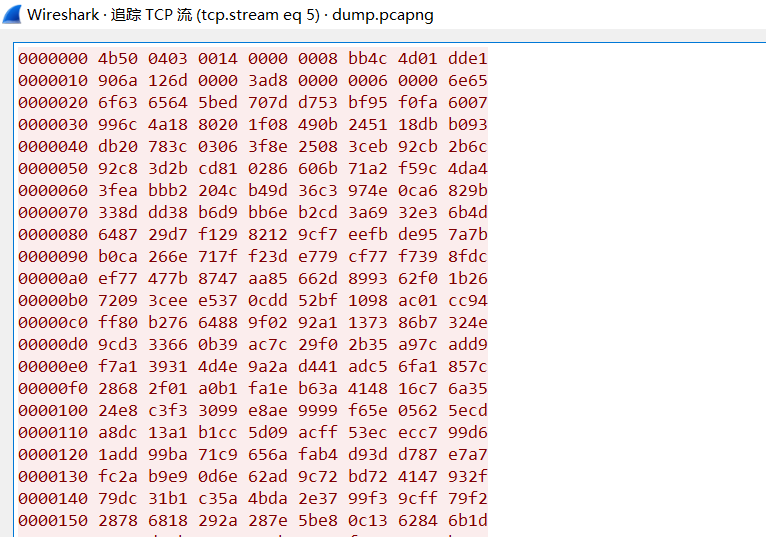 Wireshark · 追踪 TCP 流 (tcp.stream eq 5) · dump.pcapng
0000000 4b50 0403 0014 0000 0008 bb4c 4d01 dde1
0000010 906a 126d 0000 3ad8 0000 0006 0000 6e65
0000020 6f63 6564 5bed 707d d753 bf95 f0fa 6007
0000030 996c 4a18 8020 1f08 490b 2451 18db b093
0000040 db20 783c 0306 3f8e 2508 3ceb 92cb 2b6c
0000050 92c8 3d2b cd81 0286 606b 71a2 f59c 4da4
0000060 3fea bbb2 204c b49d 36c3 974e 0ca6 829b
0000070 338d dd38 b6d9 bb6e b2cd 3a69 32e3 6b4d
0000080 6487 29d7 f129 8212 9cf7 eefb de95 7a7b
0000090 b0ca 266e 717f f23d e779 cf77 f739 8fdc
00000a0 ef77 477b 8747 aa85 662d 8993 62f0 1b26
00000b0 7209 3cee e537 0cdd 52bf 1098 ac01 cc94
00000c0 ff80 b276 6488 9f02 92a1 1373 86b7 324e
00000d0 9cd3 3366 0b39 ac7c 29f0 2b35 a97c add9
00000e0 f7a1 3931 4d4e 9a2a d441 adc5 6fa1 857c
00000f0 2868 2f01 a0b1 fa1e b63a 4148 16c7 6a35
0000100 24e8 c3f3 3099 e8ae 9999 f65e 0562 5ecd
0000110 a8dc 13a1 b1cc 5d09 acff 53ec ecc7 99d6
0000120 1add 99ba 71c9 656a fab4 d93d d787 e7a7
0000130 fc2a b9e9 0d6e 62ad 9c72 bd72 4147 932f
0000140 79dc 31b1 c35a 4bda 2e37 99f3 9cff 79f2
0000150 2878 6818 292a 287e 5be8 0c13 6284 6b1d